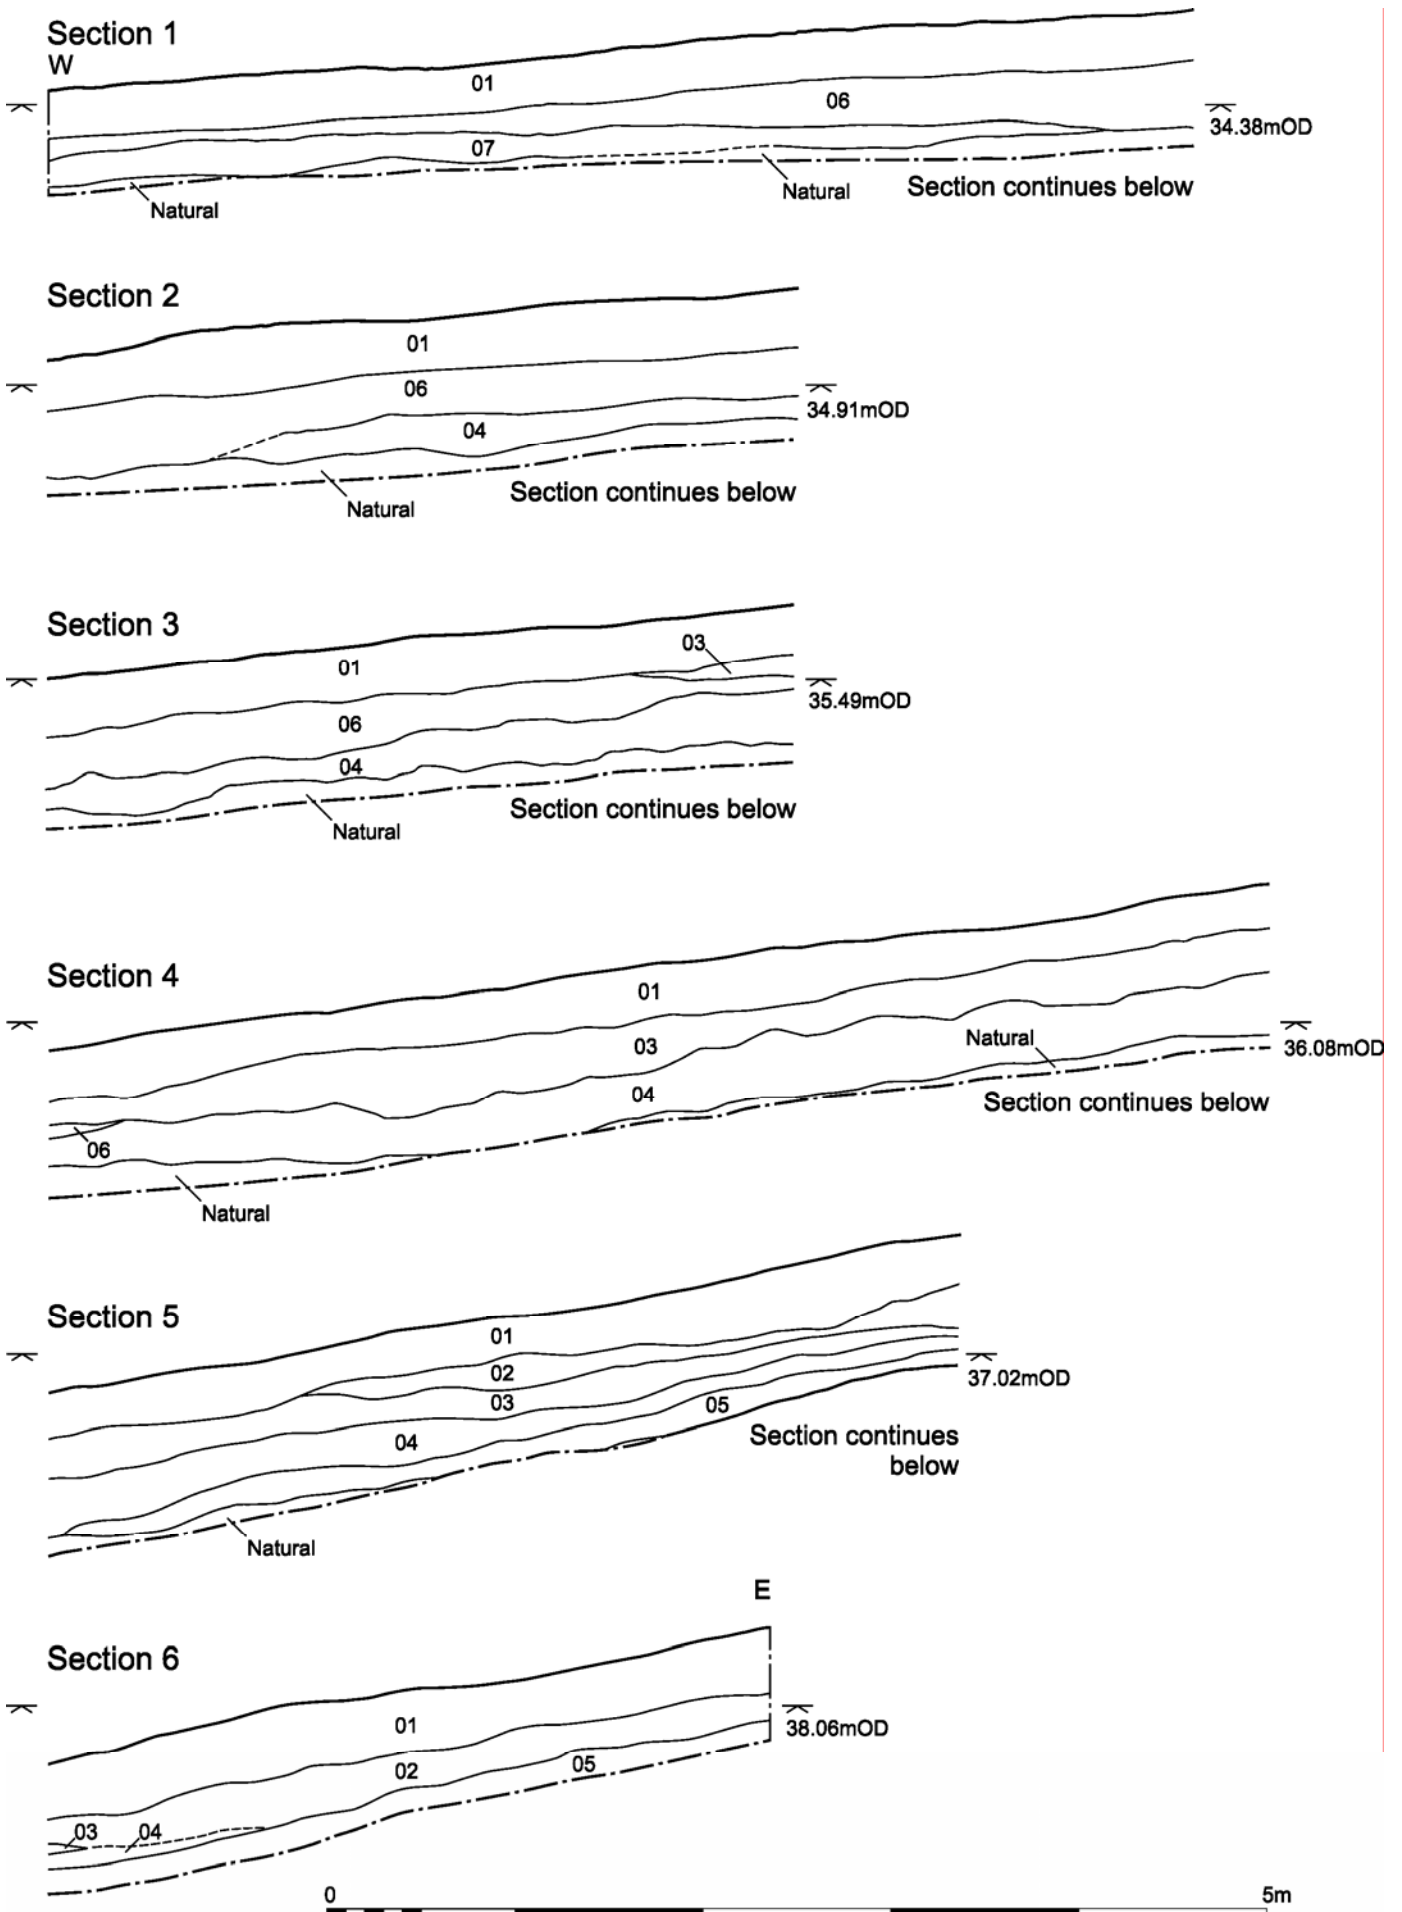 Section 1
W
01
06
34.38mOD
07
Natural
Section continues below
Natural
Section 2
01
06
34.91mOD
04
Section continues below
Natural
Section 3
03
01
35.49mOD
06
04
Section continues below
Natural
Section 4
01
Natural
03
36.08mOD
04
Section continues below
06
Natural
Section 5
01
02
37.02mOD
03
05
04
Section continues
below
Natural
E
Section 6
01
38.06mOD
05
02
03
04
0
5m